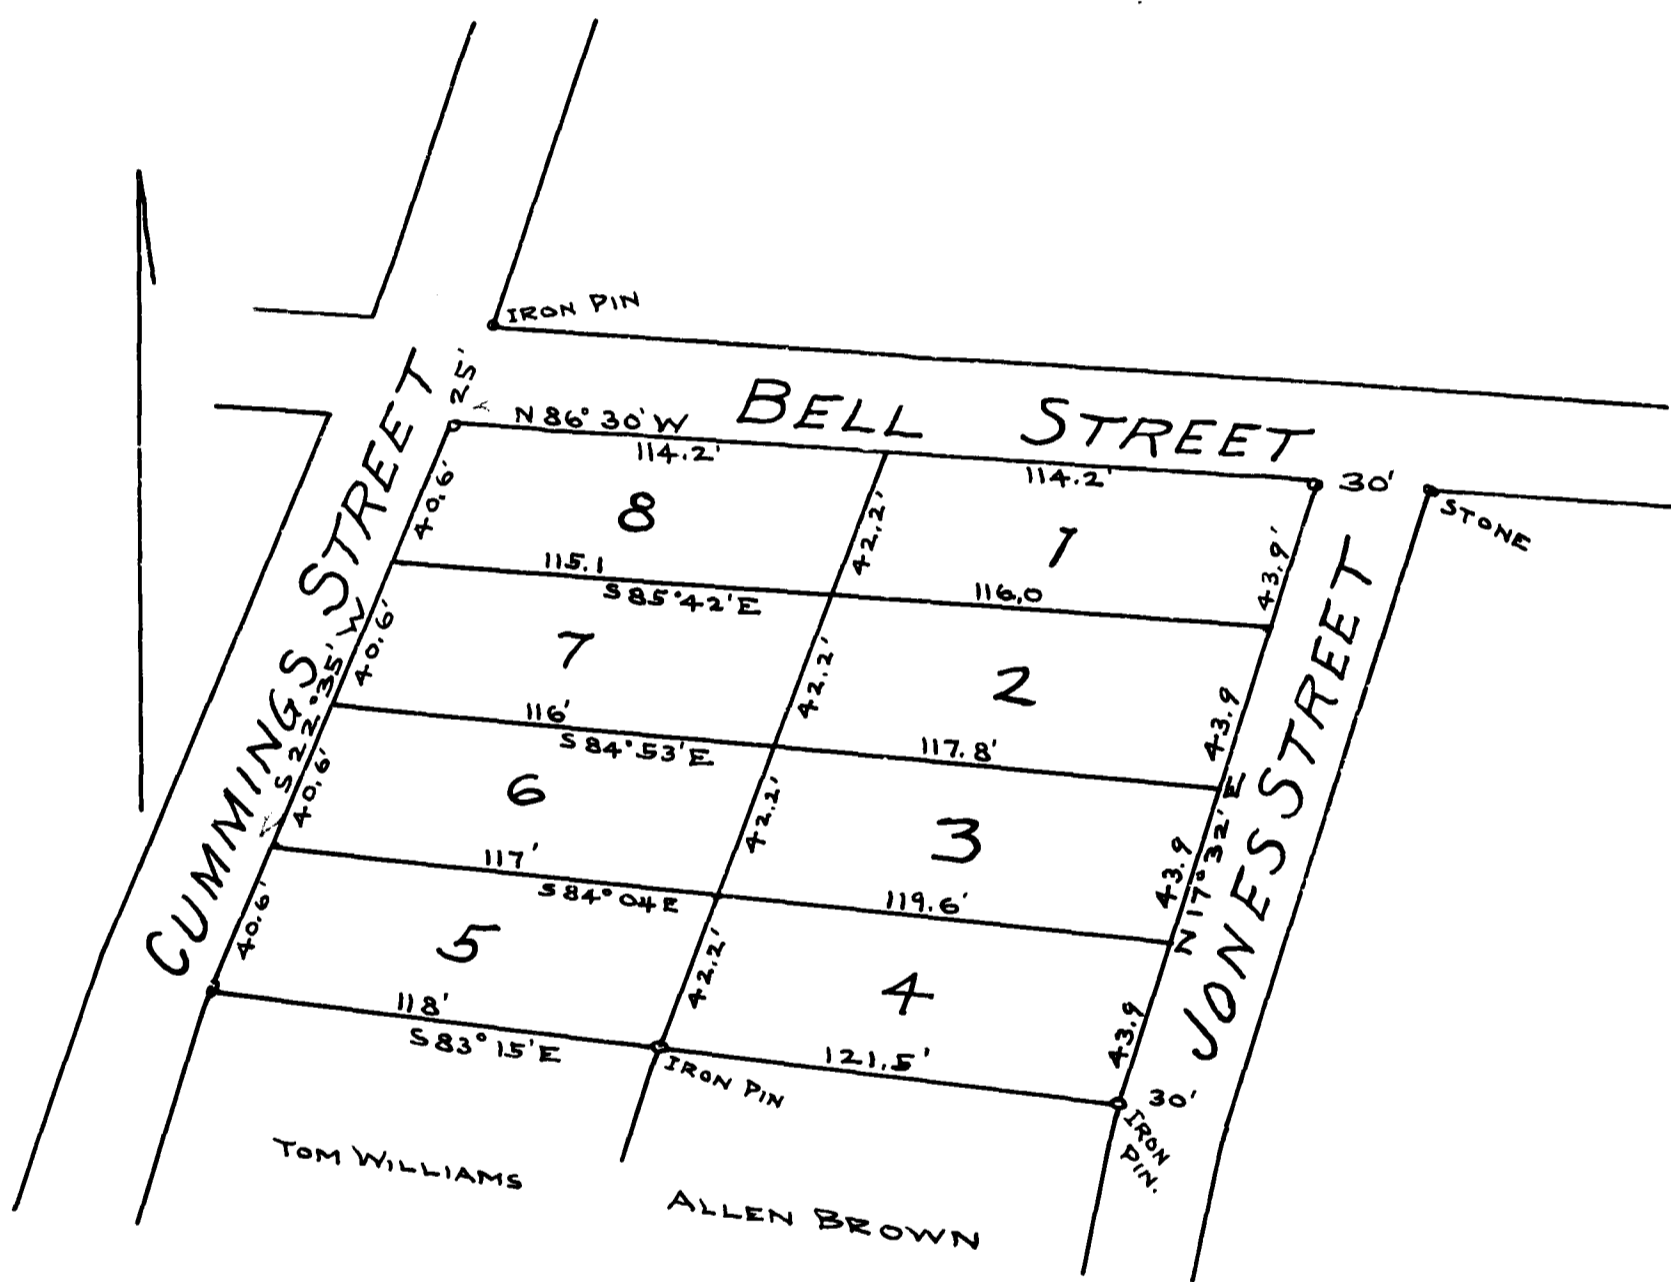 IRON PIN
25'
N 86° 30' W
BELL STREET
114.2'
114.2'
30'
STONE
40.6'
8
42.2'
1
43.9'
CUMMINGS STREET
115.1
S 85° 42' E
116.0
40.6'
7
42.2'
2
43.9
S 22° 35' W
116'
S 84° 53' E
117.8'
JONES STREET
N 17° 32' E
40.6'
6
42.2'
3
43.9
117'
S 84° 04 E
119.6'
40.6'
5
42.2'
4
43.9
118'
S 83° 15' E
121.5'
30'
IRON PIN
IRON
PIN.
TOM WILLIAMS
ALLEN BROWN